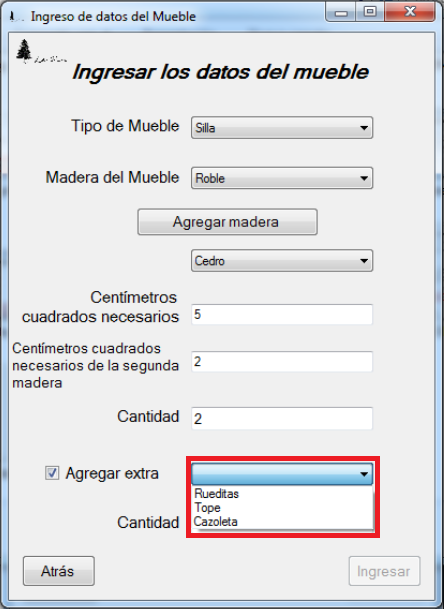 Ingreso de datos del Mueble
Ingresar los datos del mueble
Tipo de Mueble Silla
Madera del Mueble Roble
Agregar madera
Cedro
Centímetros
cuadrados necesarios 5
Centímetros cuadrados
necesarios de la segunda 2
madera
Cantidad 2
Agregar extra
Rueditas
Tope
Cazoleta
Cantidad
Atrás Ingresar